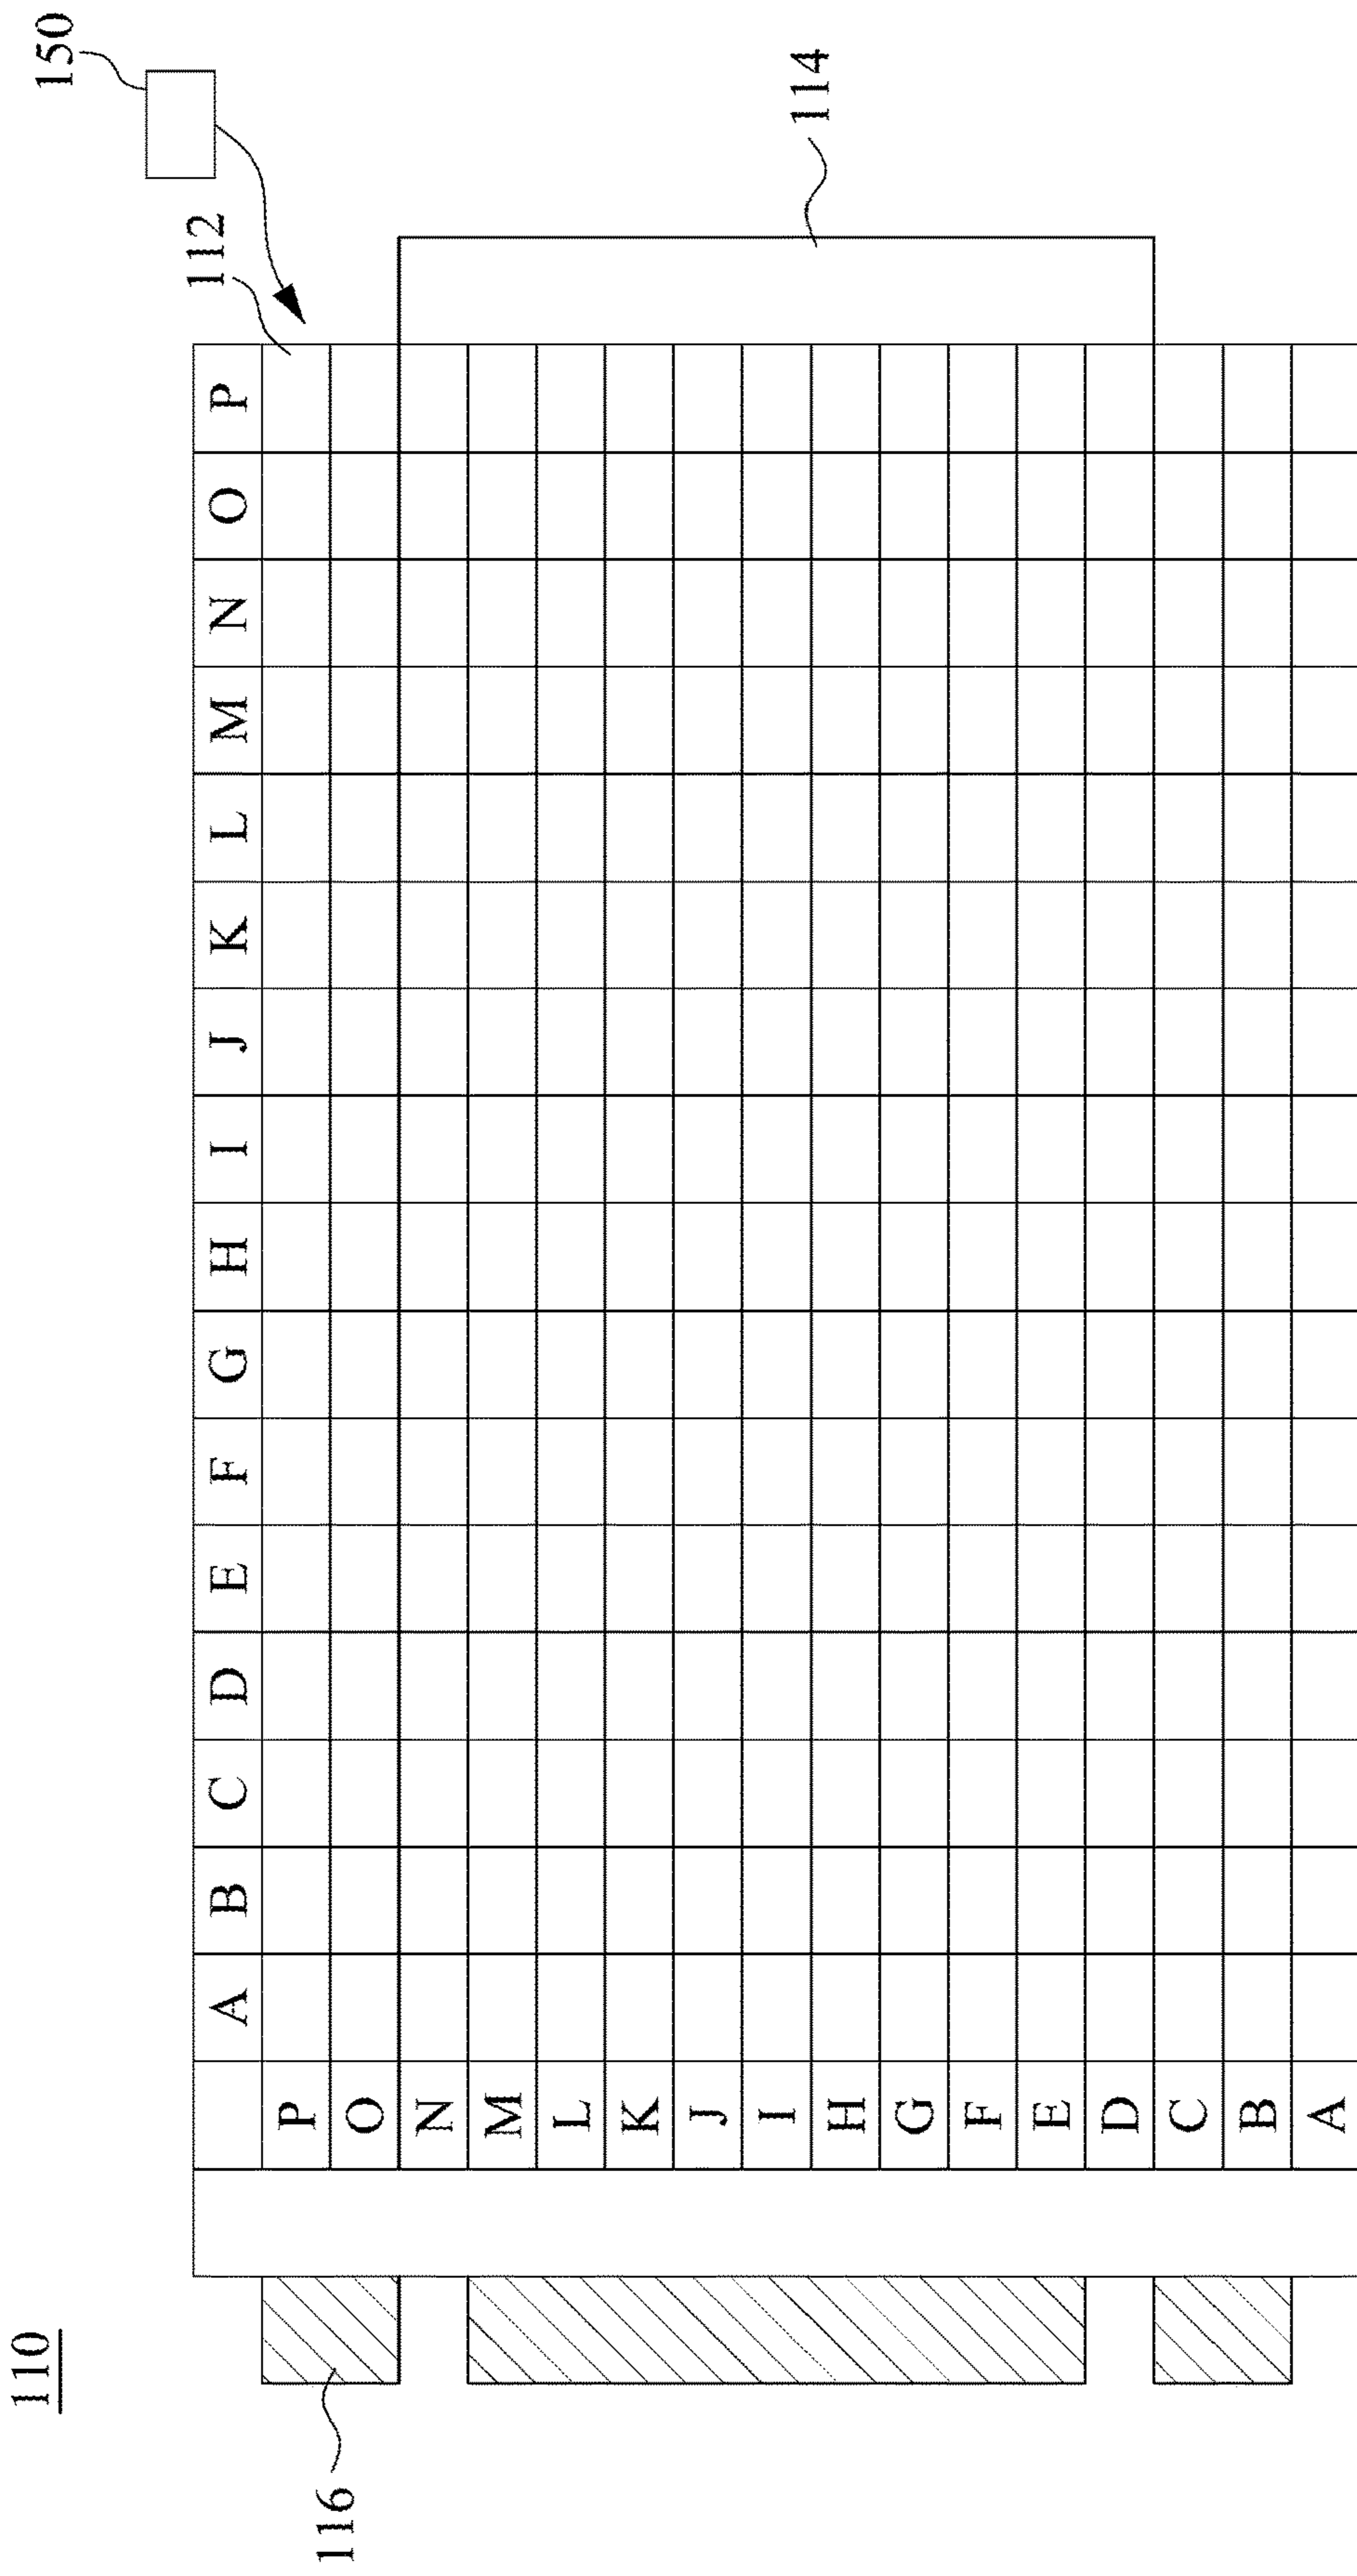 110
150
112
A B C D E F G H I J K L M N O P
P
116
O
N
M
L
K
J
I
114
H
G
F
E
D
C
B
A